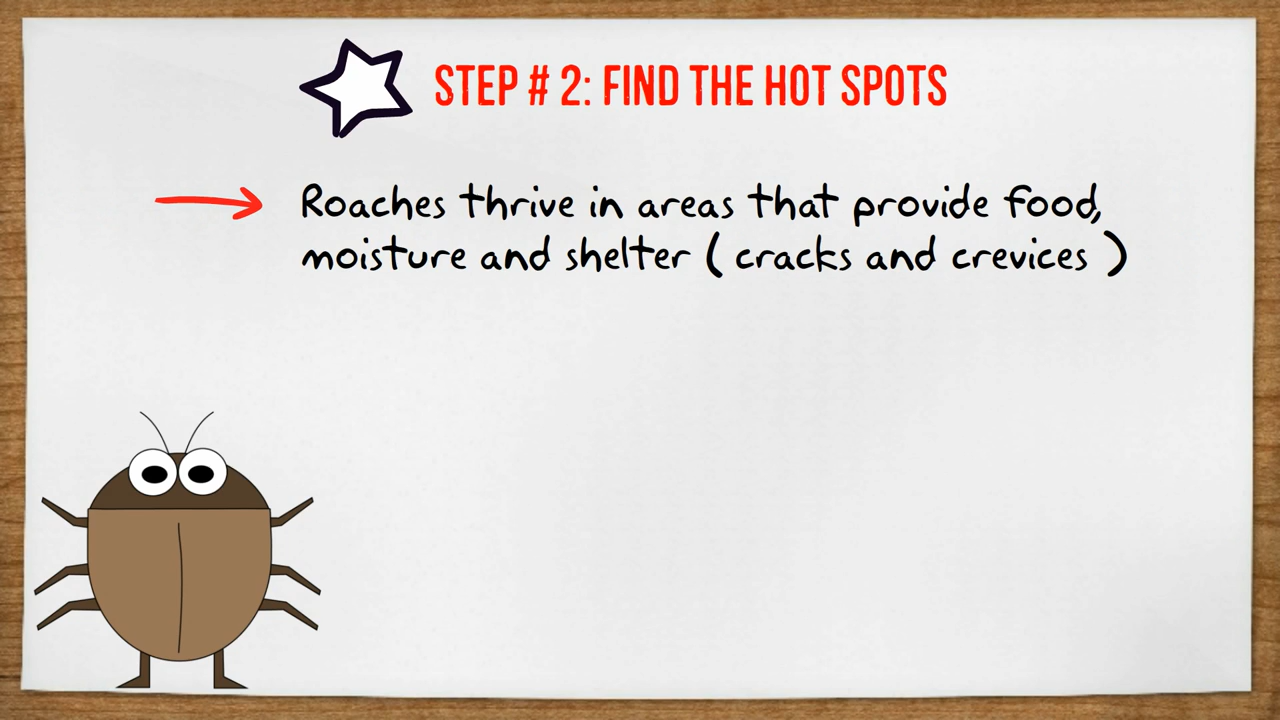 STEP # 2: FIND THE HOT SPOTS
Roaches thrive in areas that provide food,
moisture and shelter ( cracks and crevices )